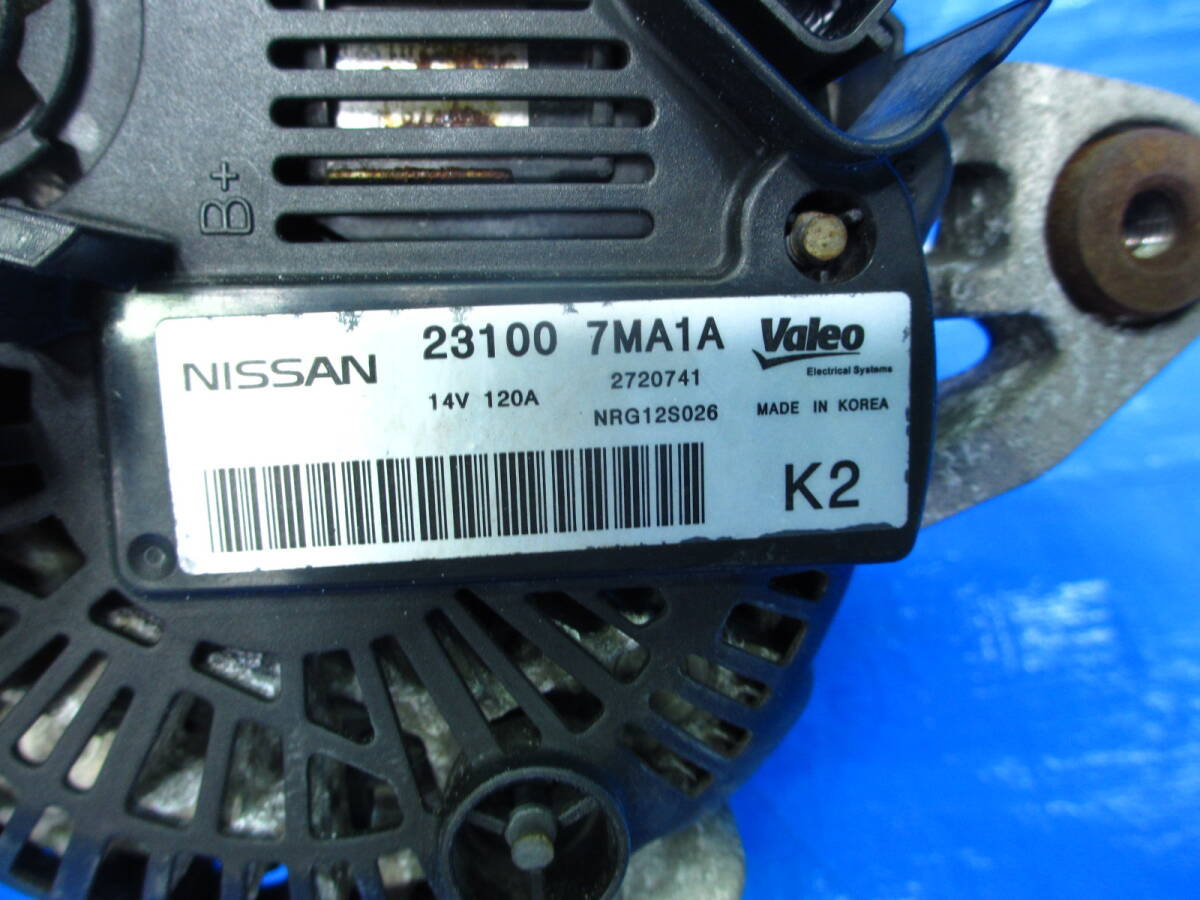 B+
NISSAN
23100 7MA1A
Valeo
Electrical Systems
14V 120A
2720741
NRG12S026
MADE IN KOREA
K2